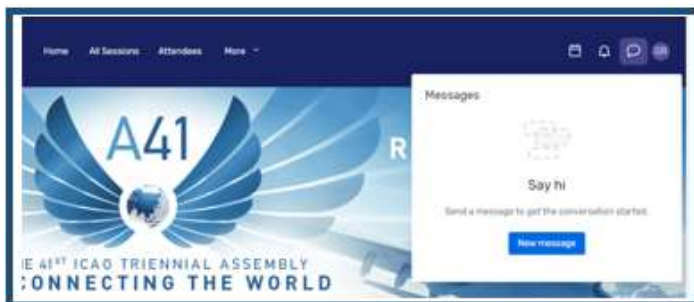 Home All Sessions Attendees More
Messages
A41
R
Say hi
Send a message to get the conversation started.
New message
E 41ST ICAO TRIENNIAL ASSEMBLY
CONNECTING THE WORLD